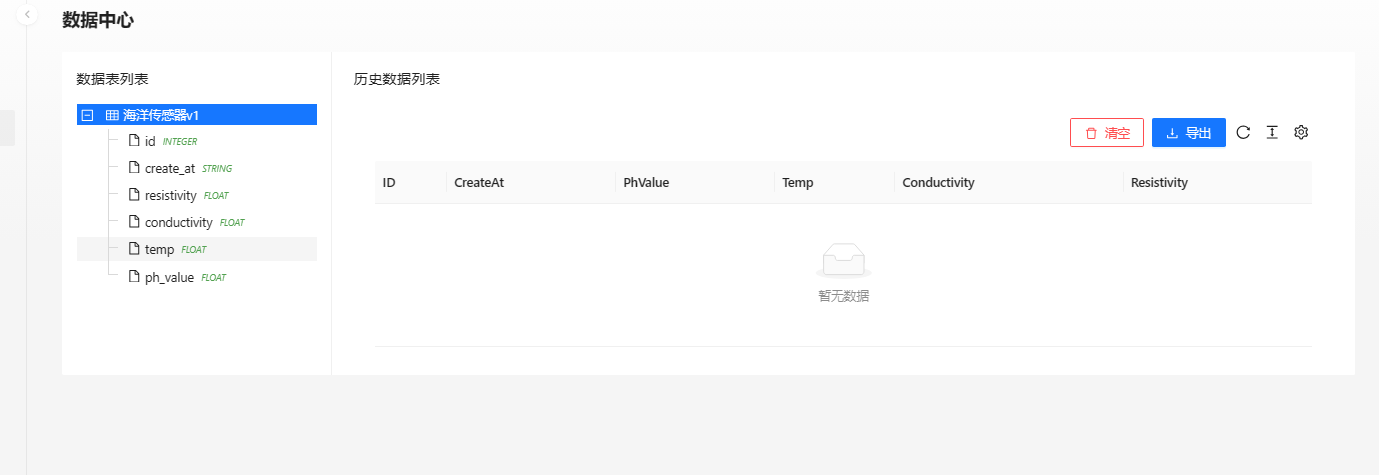 数据中心
数据表列表
海洋传感器v1
id INTEGER
create_at STRING
resistivity FLOAT
conductivity FLOAT
temp FLOAT
ph_value FLOAT
历史数据列表
清空 导出
ID CreateAt PhValue Temp Conductivity Resistivity
暂无数据